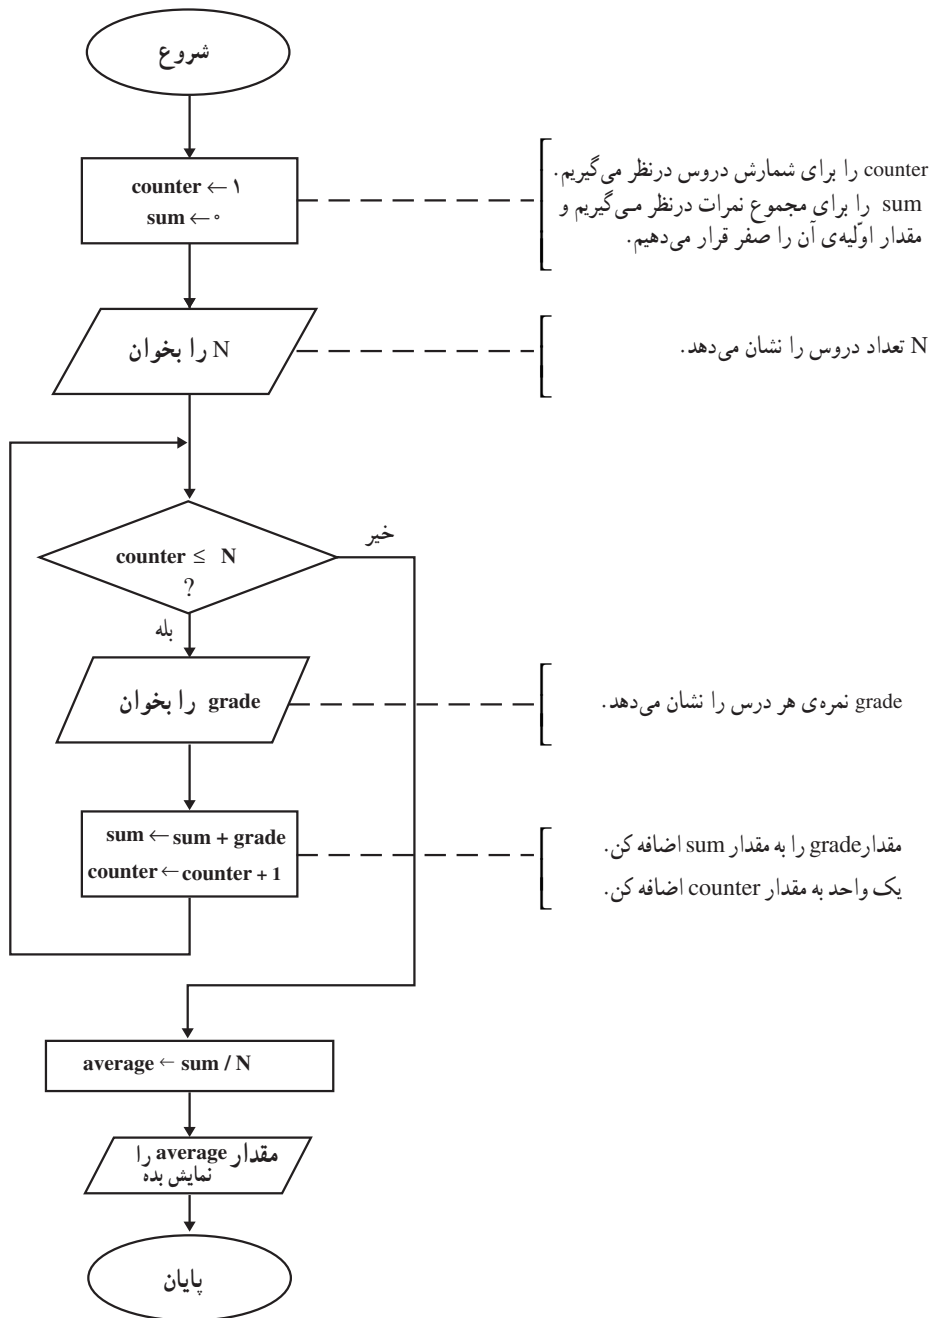 شروع
counter ← ۱
sum ← ۰
counter را برای شمارش دروس درنظر می‌گیریم.
sum را برای مجموع نمرات درنظر می‌گیریم و
مقدار اوّلیه‌ی آن را صفر قرار می‌دهیم.
N را بخوان
N تعداد دروس را نشان می‌دهد.
counter ≤ N
?
خیر
بله
grade را بخوان
grade نمره‌ی هر درس را نشان می‌دهد.
sum ← sum + grade
counter ← counter + 1
مقدار grade را به مقدار sum اضافه کن.
یک واحد به مقدار counter اضافه کن.
average ← sum / N
مقدار average را
نمایش بده
پایان